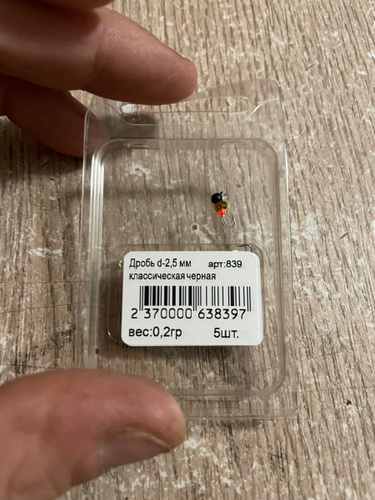 Дробь d-2,5 мм арт:839
классическая черная
2 370000 638397
вес:0,2гр 5шт.